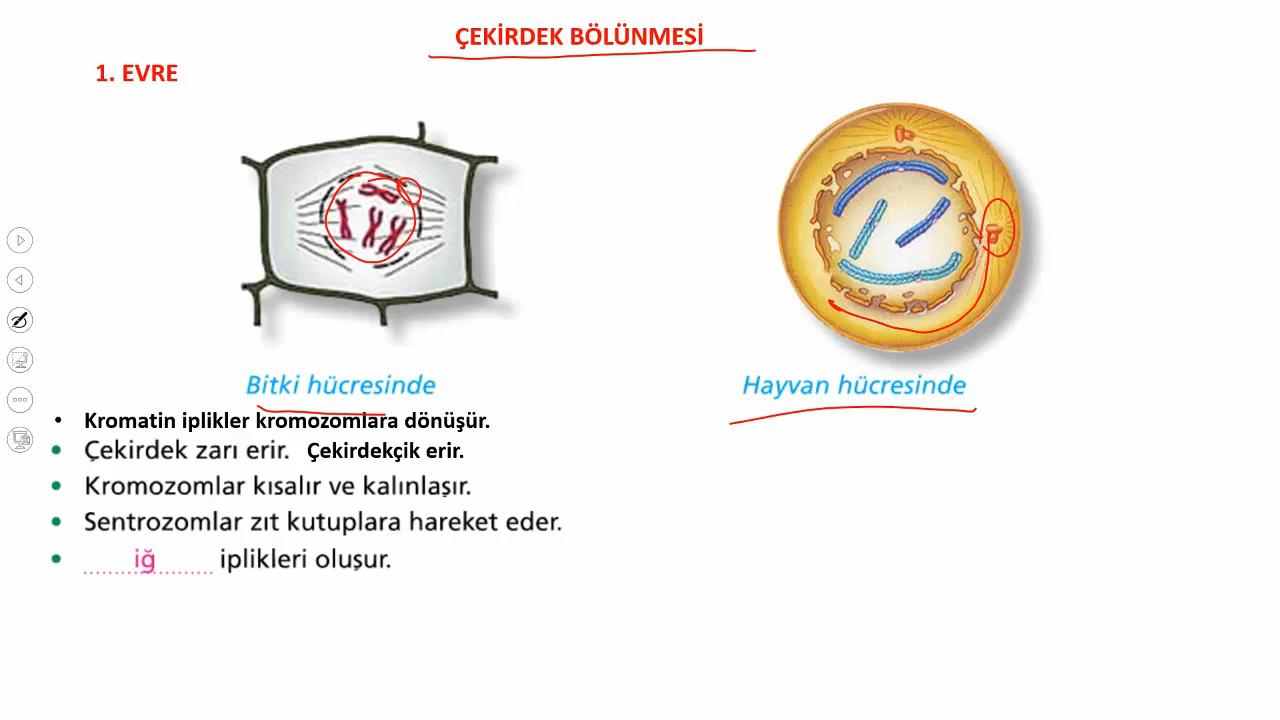 ÇEKİRDEK BÖLÜNMESİ
1. EVRE
Bitki hücresinde
Hayvan hücresinde
• Kromatin iplikler kromozomlara dönüşür.
• Çekirdek zarı erir. Çekirdekçik erir.
• Kromozomlar kısalır ve kalınlaşır.
• Sentrozomlar zıt kutuplara hareket eder.
• iğ iplikleri oluşur.